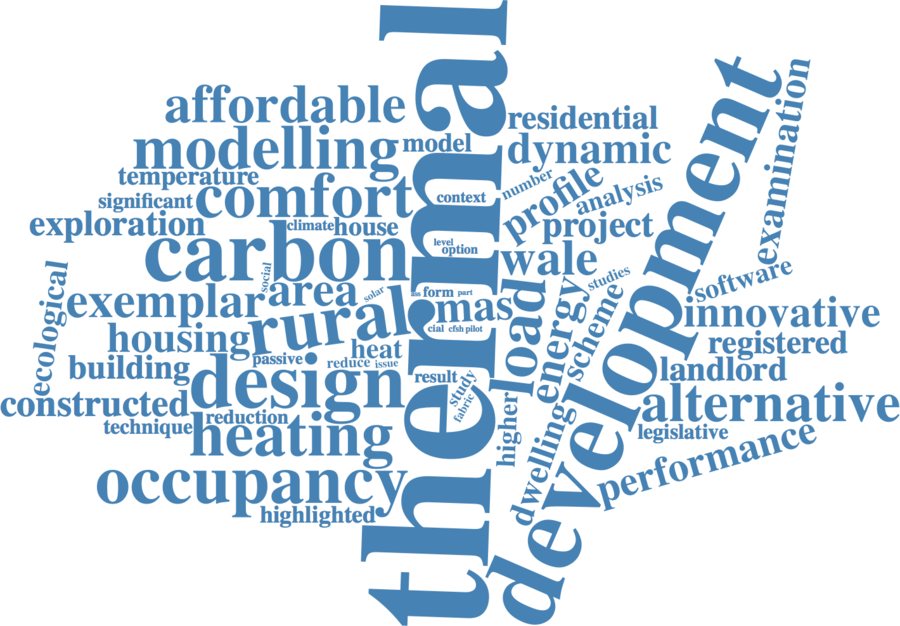 thermal
development
affordable
residential
modelling
model
dynamic
temperature
comfort
context
number
profile
analysis
examination
significant
exploration
climate
house
project
carbon
level
option
wale
studies
software
social
ecological
exemplar
area
solar
form
part
mas
load
energy
scheme
innovative
rural
cial
cfsh pilot
housing
registered
passive
heat
reduce
issue
building
landlord
design
result
study
fabric
constructed
alternative
reduction
technique
heating
higher
dwelling
legislative
performance
occupancy
highlighted